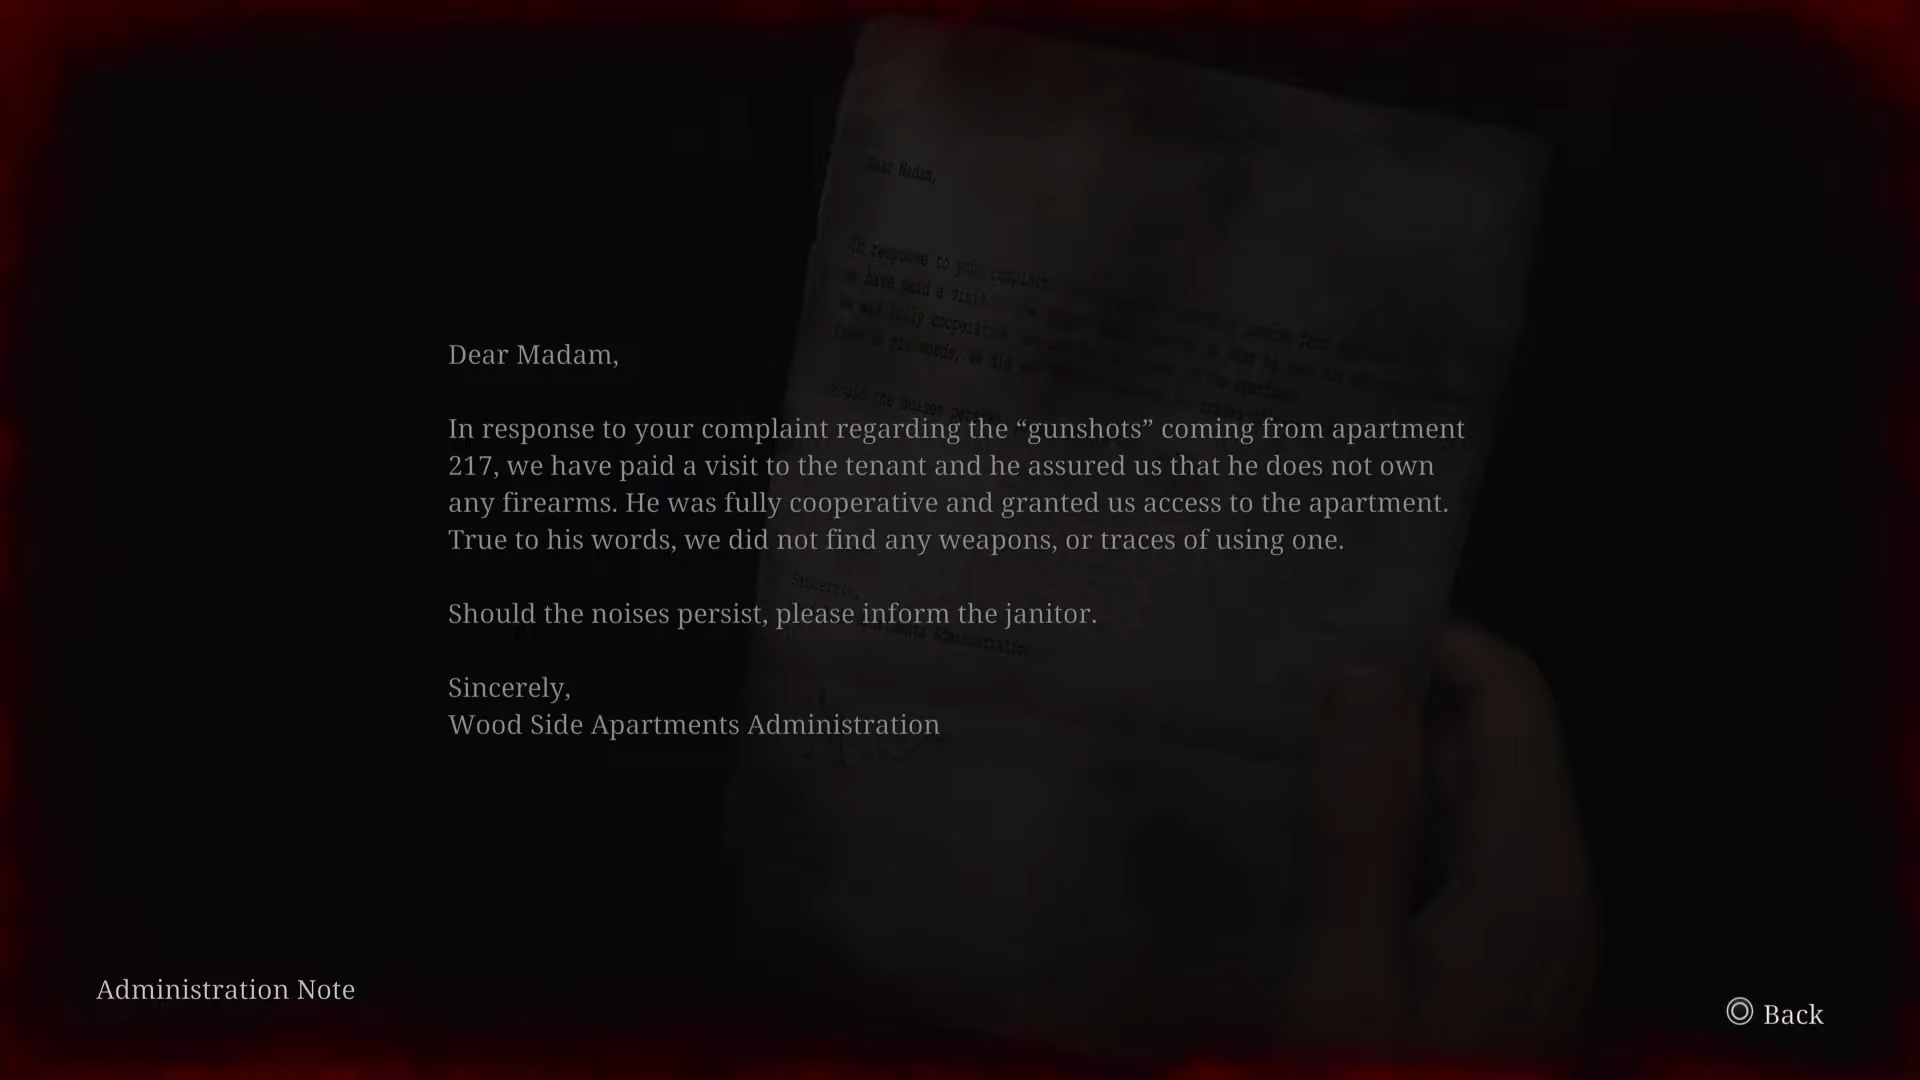 Dear Madam,
In response to your complaint regarding the “gunshots” coming from apartment
217, we have paid a visit to the tenant and he assured us that he does not own
any firearms. He was fully cooperative and granted us access to the apartment.
True to his words, we did not find any weapons, or traces of using one.
Should the noises persist, please inform the janitor.
Sincerely,
Wood Side Apartments Administration
Administration Note
Back